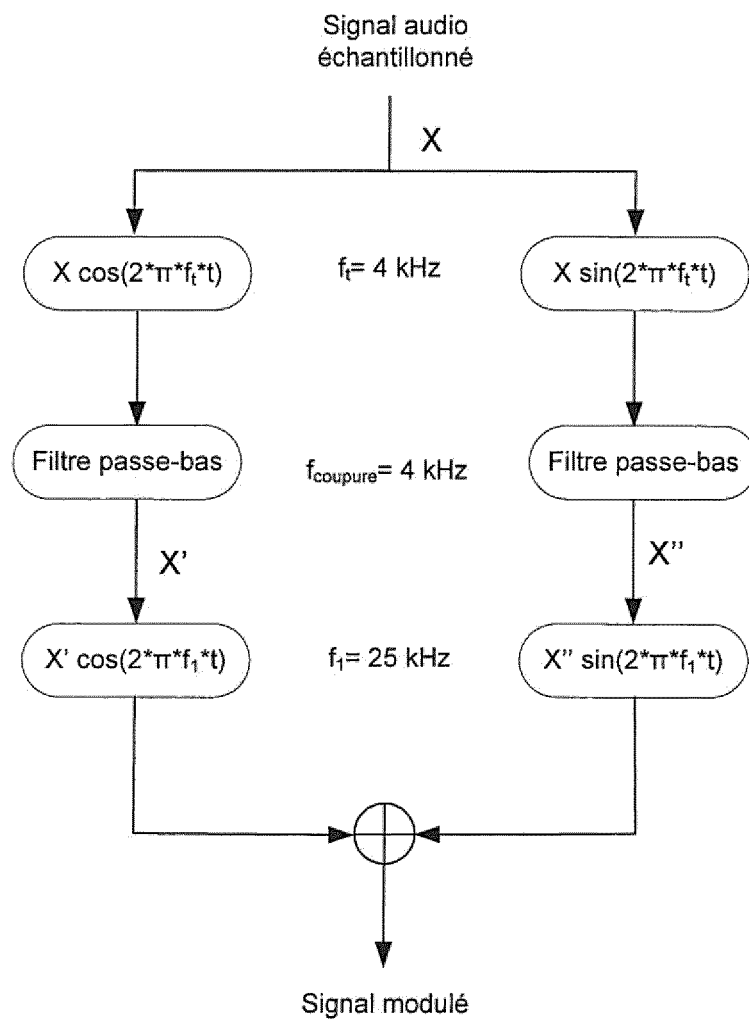 Signal audio
échantillonné
X
X cos(2*π*fₜ*t)
fₜ= 4 kHz
X sin(2*π*fₜ*t)
Filtre passe-bas
f_coupure= 4 kHz
Filtre passe-bas
X'
X''
X' cos(2*π*f₁*t)
f₁= 25 kHz
X'' sin(2*π*f₁*t)
Signal modulé